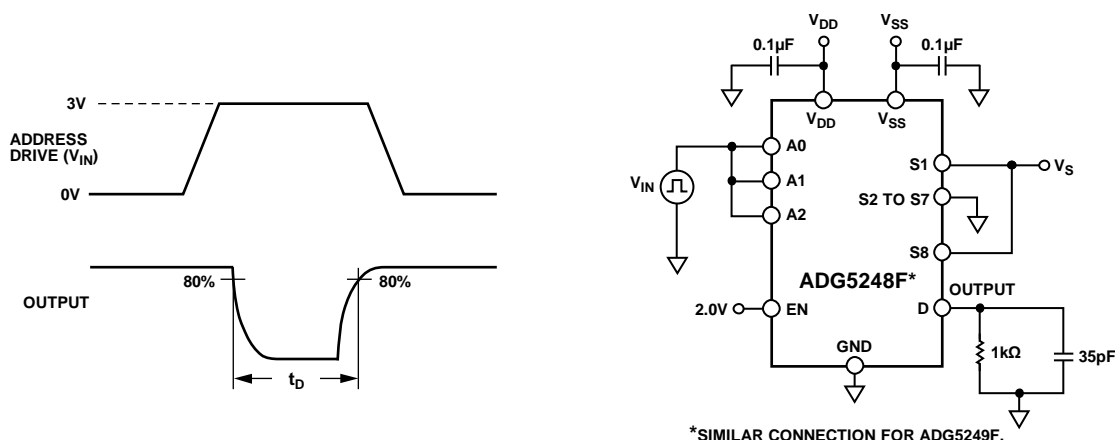 3V
ADDRESS
DRIVE (VIN)
0V
80%
80%
OUTPUT
tD
VDD
VSS
0.1µF
0.1µF
VDD
VSS
A0
A1
A2
VIN
S1
VS
S2 TO S7
S8
ADG5248F*
OUTPUT
2.0V
EN
D
GND
1kΩ
35pF
*SIMILAR CONNECTION FOR ADG5249F.